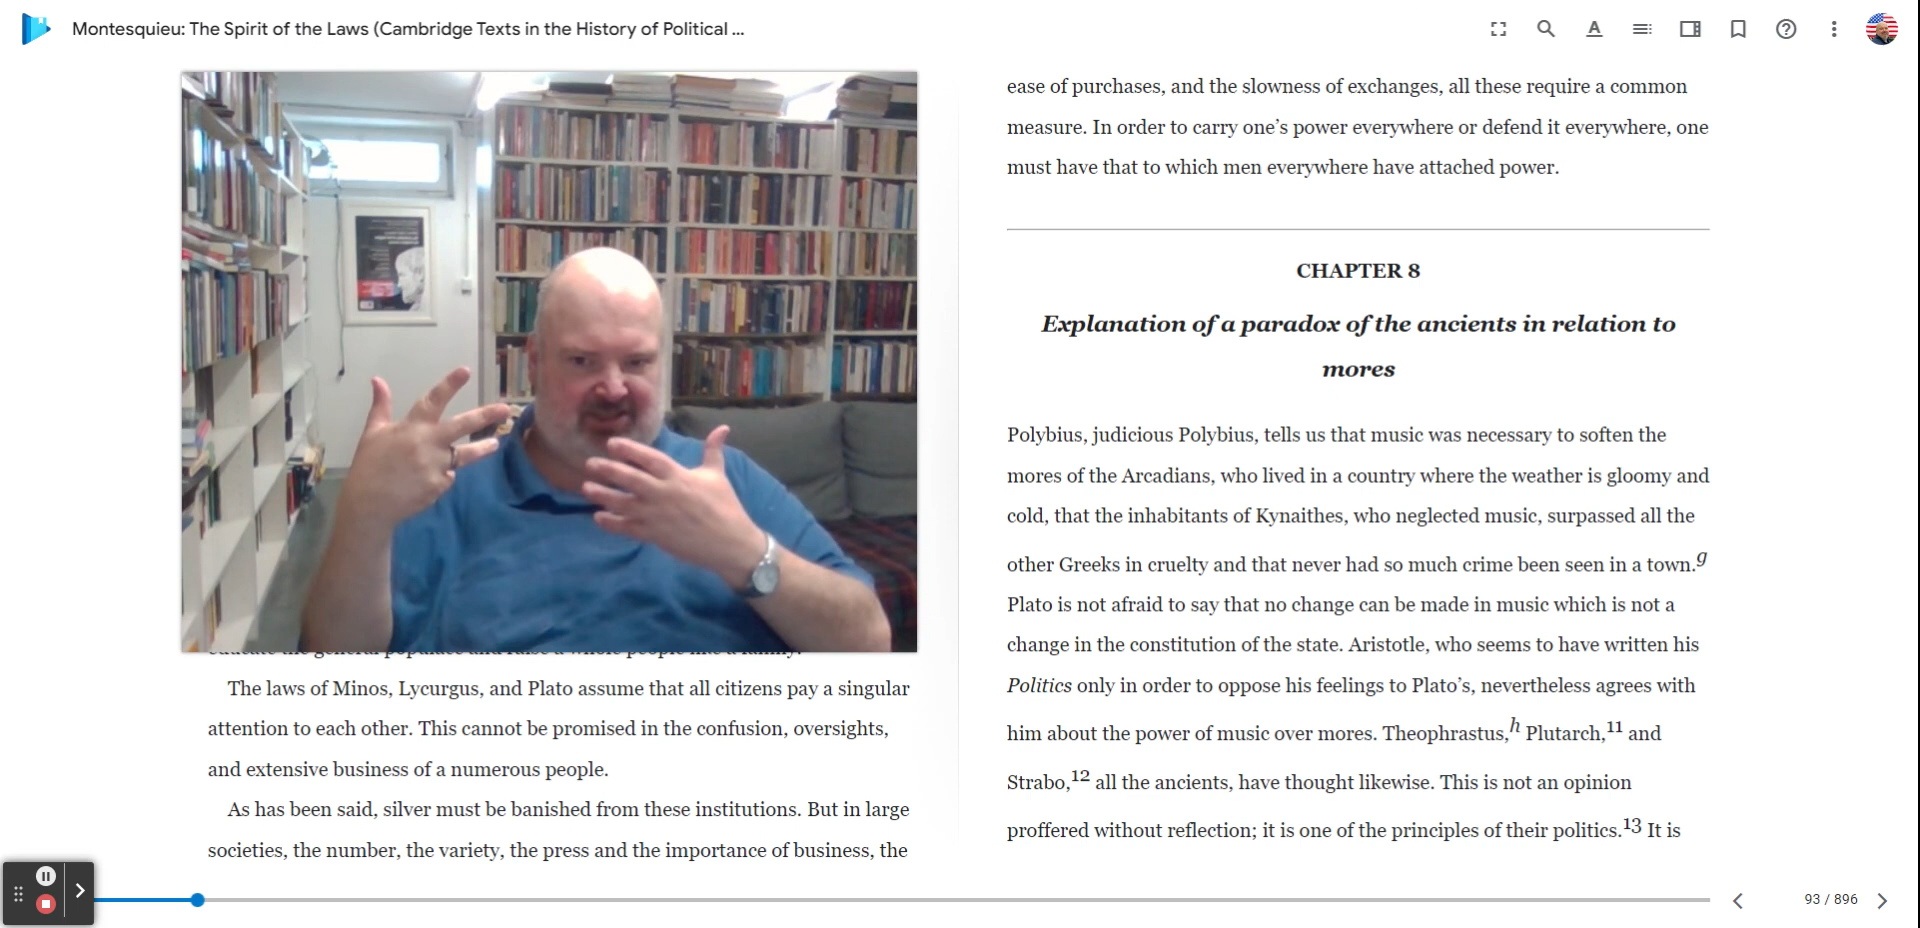 Montesquieu: The Spirit of the Laws (Cambridge Texts in the History of Political ...
The laws of Minos, Lycurgus, and Plato assume that all citizens pay a singular
attention to each other. This cannot be promised in the confusion, oversights,
and extensive business of a numerous people.
As has been said, silver must be banished from these institutions. But in large
societies, the number, the variety, the press and the importance of business, the
ease of purchases, and the slowness of exchanges, all these require a common
measure. In order to carry one’s power everywhere or defend it everywhere, one
must have that to which men everywhere have attached power.
CHAPTER 8
Explanation of a paradox of the ancients in relation to
mores
Polybius, judicious Polybius, tells us that music was necessary to soften the
mores of the Arcadians, who lived in a country where the weather is gloomy and
cold, that the inhabitants of Kynaithes, who neglected music, surpassed all the
other Greeks in cruelty and that never had so much crime been seen in a town.g
Plato is not afraid to say that no change can be made in music which is not a
change in the constitution of the state. Aristotle, who seems to have written his
Politics only in order to oppose his feelings to Plato’s, nevertheless agrees with
him about the power of music over mores. Theophrastus,h Plutarch,11 and
Strabo,12 all the ancients, have thought likewise. This is not an opinion
proffered without reflection; it is one of the principles of their politics.13 It is
93 / 896